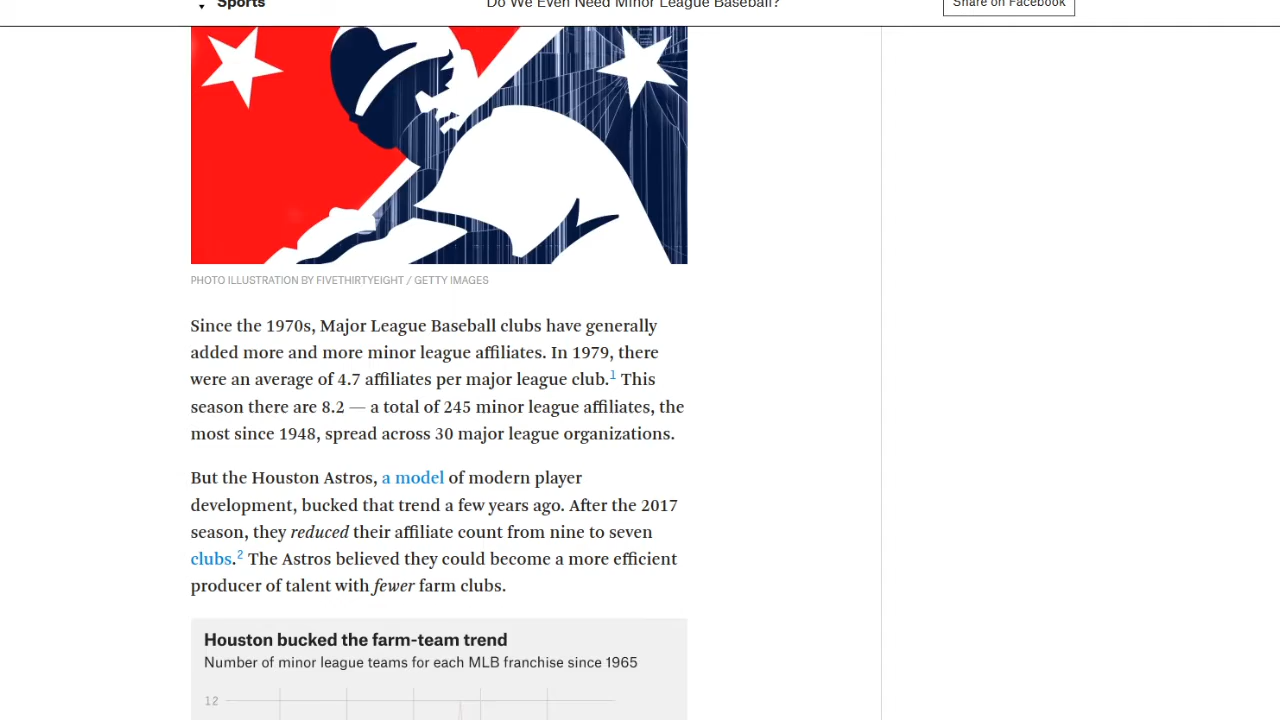 Sports
Do We Even Need Minor League Baseball?
Share on Facebook
PHOTO ILLUSTRATION BY FIVETHIRTYEIGHT / GETTY IMAGES
Since the 1970s, Major League Baseball clubs have generally
added more and more minor league affiliates. In 1979, there
were an average of 4.7 affiliates per major league club.1 This
season there are 8.2 — a total of 245 minor league affiliates, the
most since 1948, spread across 30 major league organizations.
But the Houston Astros, a model of modern player
development, bucked that trend a few years ago. After the 2017
season, they reduced their affiliate count from nine to seven
clubs.2 The Astros believed they could become a more efficient
producer of talent with fewer farm clubs.
Houston bucked the farm-team trend
Number of minor league teams for each MLB franchise since 1965
12